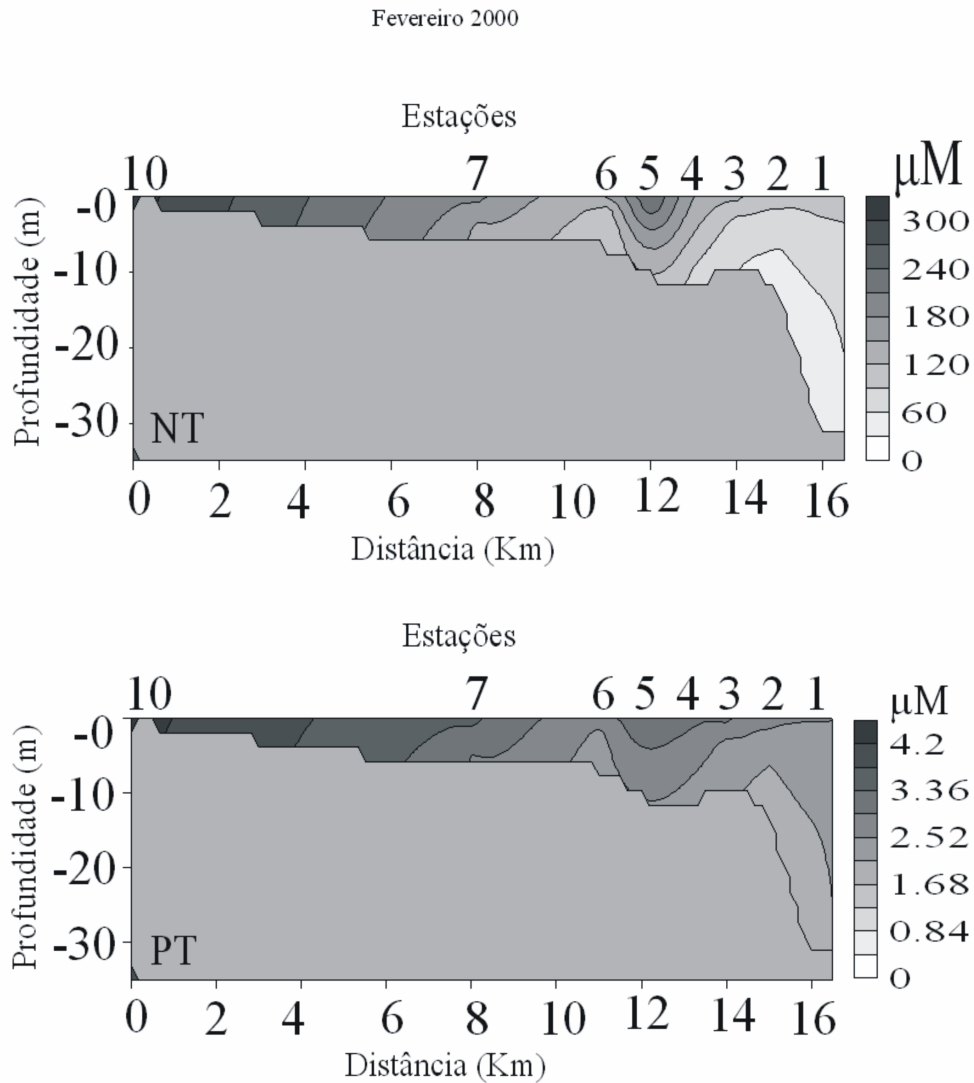 Fevereiro 2000
Estações
10 7 6 5 4 3 2 1
μM
Profundidade (m)
-0
-10
-20
-30
300
240
180
120
60
0
NT
0 2 4 6 8 10 12 14 16
Distância (Km)
Estações
10 7 6 5 4 3 2 1
μM
Profundidade (m)
-0
-10
-20
-30
4.2
3.36
2.52
1.68
0.84
0
PT
0 2 4 6 8 10 12 14 16
Distância (Km)